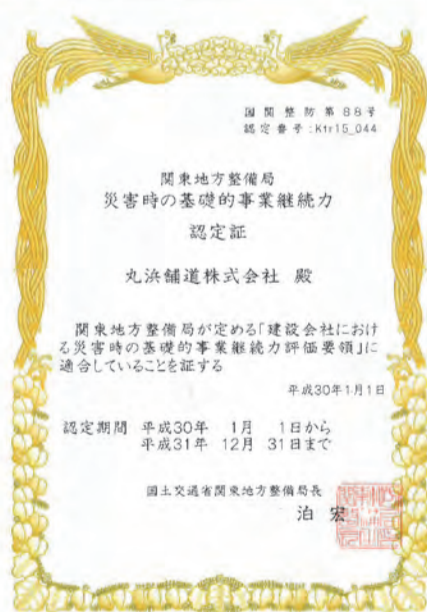 国関整防第88号
認定番号:Ktr15_044
関東地方整備局
災害時の基礎的事業継続力
認定証
丸浜舗道株式会社 殿
関東地方整備局が定める「建設会社におけ
る災害時の基礎的事業継続力評価要領」に
適合していることを証する
平成30年1月1日
認定期間 平成30年 1月 1日から
平成31年 12月 31日まで
国土交通省関東地方整備局長
泊 宏